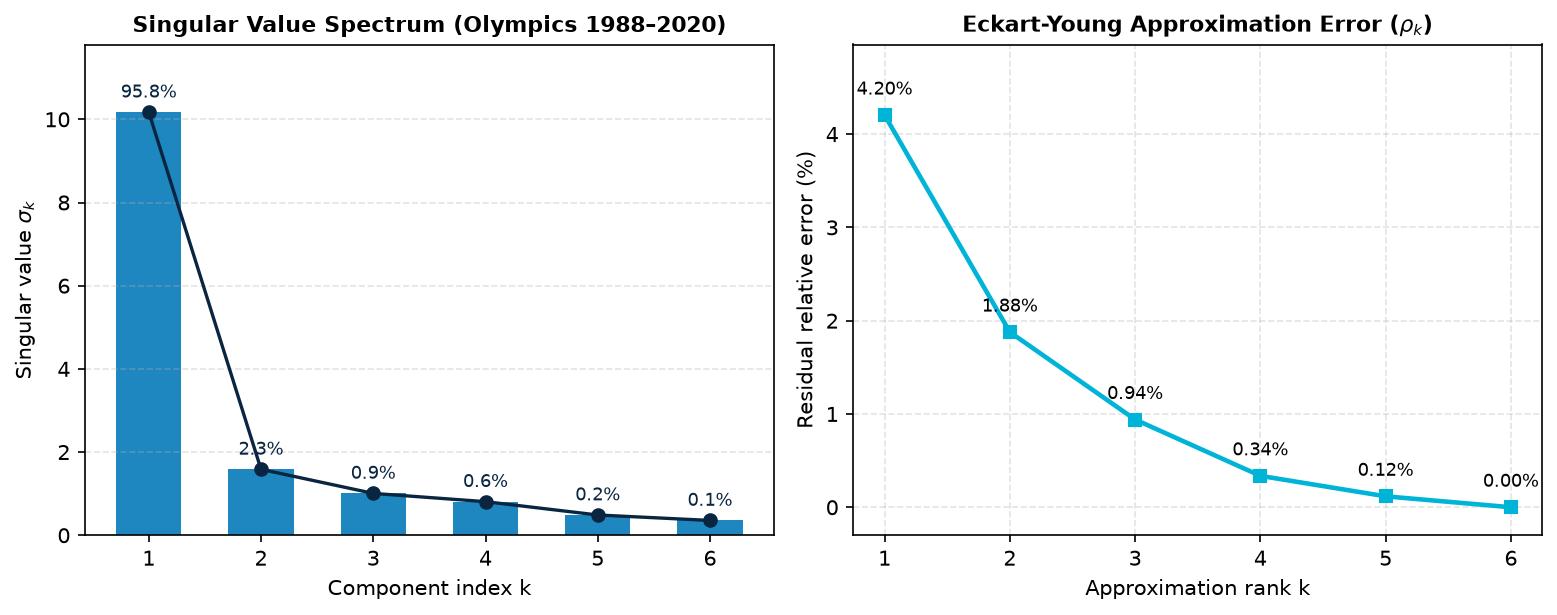 Singular Value Spectrum (Olympics 1988–2020)
95.8%
2.3%
0.9%
0.6%
0.2%
0.1%
10
8
6
4
2
0
Singular value σₖ
1 2 3 4 5 6
Component index k
Eckart-Young Approximation Error (ρₖ)
4.20%
1.88%
0.94%
0.34%
0.12%
0.00%
4
3
2
1
0
Residual relative error (%)
1 2 3 4 5 6
Approximation rank k